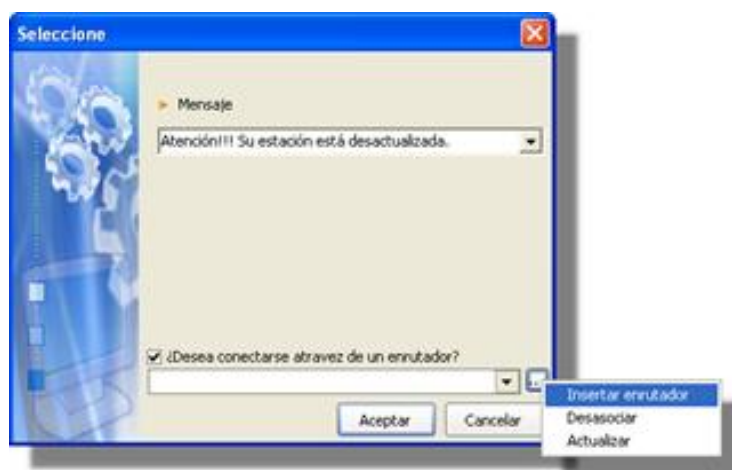 Seleccione
Mensaje
Atención!!! Su estación está desactualizada.
¿Desea conectarse atravez de un enrutador?
...
Aceptar
Cancelar
Insertar enrutador
Desasociar
Actualizar